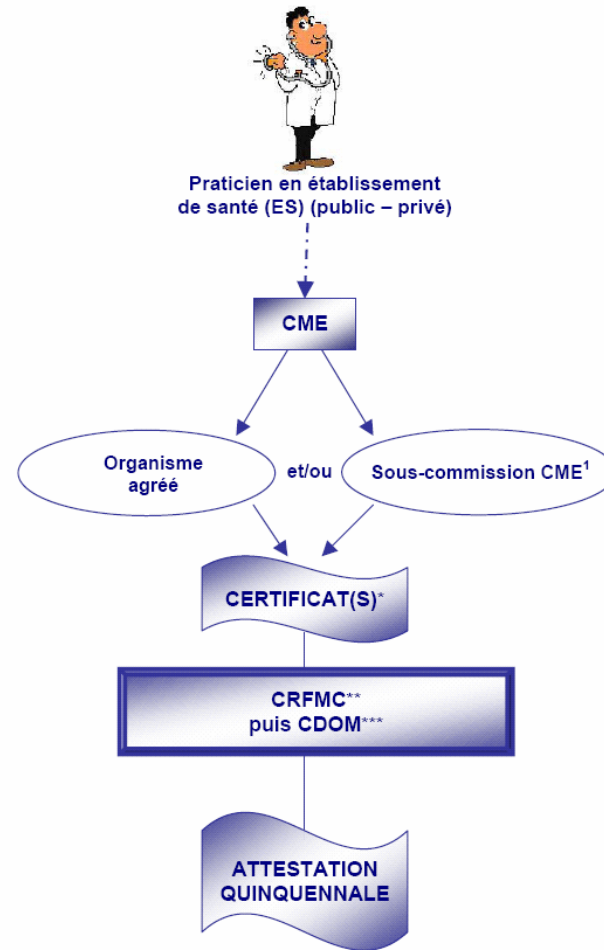 Praticien en établissement
de santé (ES) (public – privé)
CME
Organisme
agréé
et/ou
Sous-commission CME¹
CERTIFICAT(S)*
CRFMC**
puis CDOM***
ATTESTATION
QUINQUENNALE